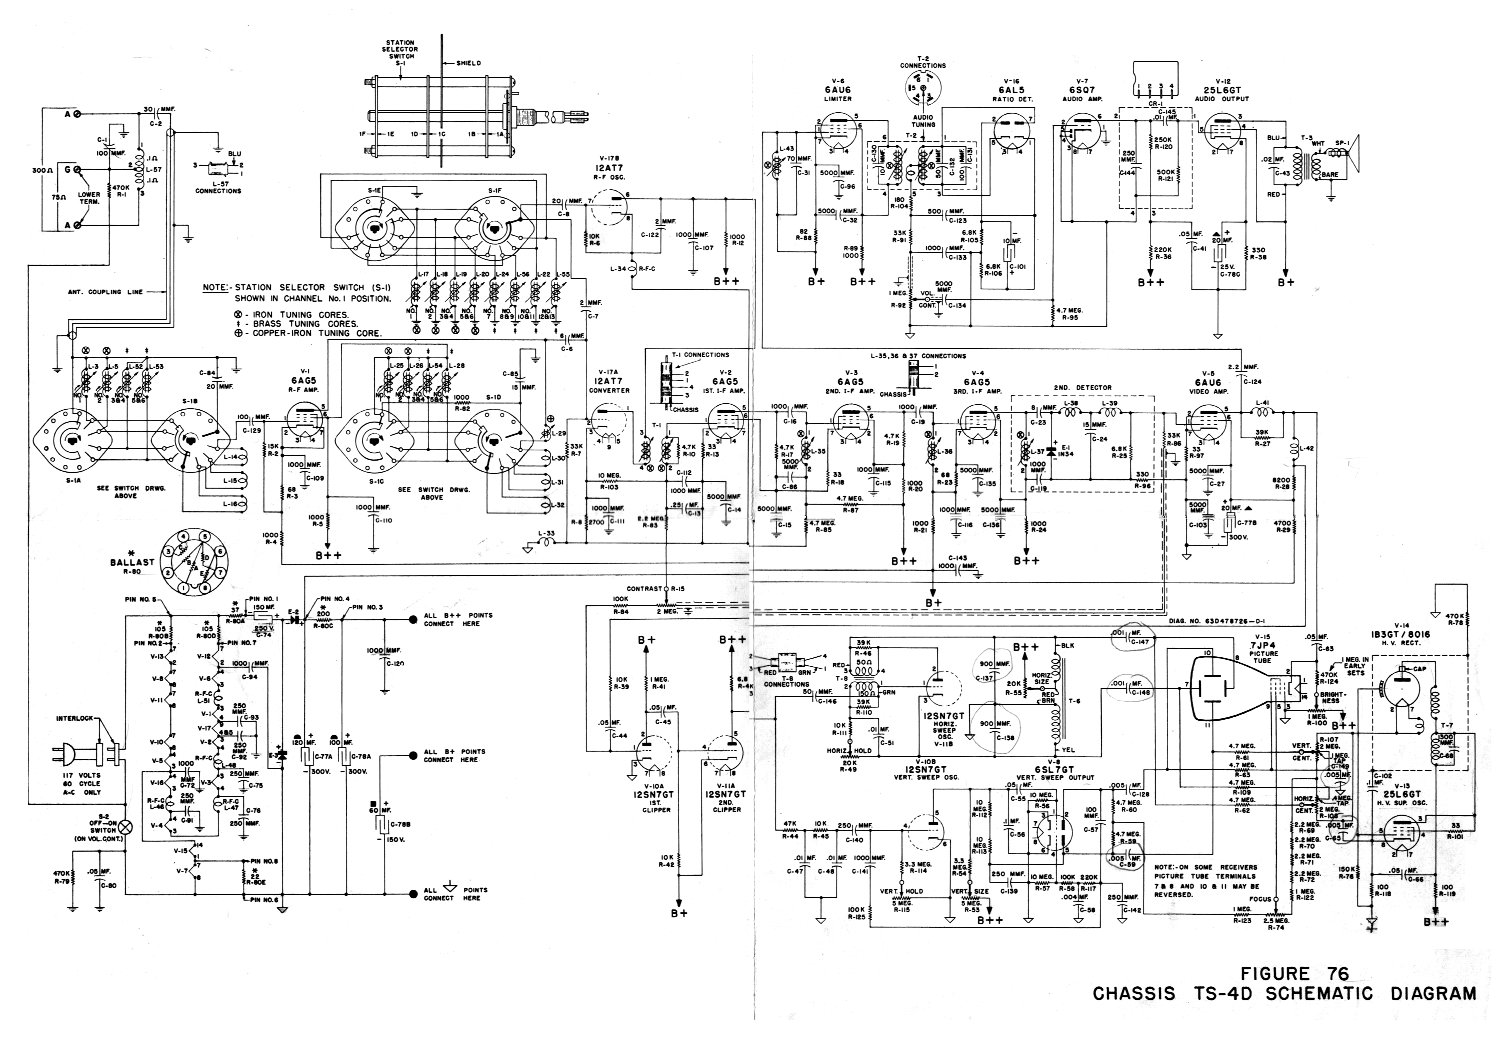 STATION
SELECTOR
SWITCH
S-1
SHIELD
1F
1E
1D
1C
1B
1A
A
G
A
300Ω
75Ω
LOWER
TERM.
C-1
100 MMF.
470K
R-1
30 MMF.
C-2
.1Ω
L-57
.1Ω
BLU
L-57
CONNECTIONS
ANT. COUPLING LINE
NOTE:- STATION SELECTOR SWITCH (S-1)
SHOWN IN CHANNEL No. 1 POSITION.
- IRON TUNING CORES.
- BRASS TUNING CORES.
- COPPER-IRON TUNING CORE.
S-1E
S-1F
L-17
L-18
L-19
L-20
L-24
L-56
L-22
L-55
V-17B
12AT7
R-F OSC.
20 MMF.
C-8
10K
R-6
2 MMF.
C-122
1000 MMF.
C-107
1000
R-12
B++
L-34
R-F-C
2 MMF.
C-7
6 MMF.
C-6
V-6
6AU6
LIMITER
T-2
CONNECTIONS
AUDIO
TUNING
T-2
V-16
6AL5
RATIO DET.
V-7
6SQ7
AUDIO AMP.
CR-1
V-12
25L6GT
AUDIO OUTPUT
C-145
.01 MF.
250K
R-120
500K
R-121
250
MMF.
C-144
BLU
.02 MF.
C-43
RED
T-3
WHT
SP-1
BARE
L-43
70 MMF.
C-31
5000 MMF.
C-96
5000 MMF.
C-32
82
R-88
R-89
1000
B+
B++
180
R-104
33K
R-91
500 MMF.
C-123
1000 MMF.
C-133
6.8K
R-105
6.8K
R-106
10 MF.
C-101
1 MEG.
R-92
VOL.
CONT.
5000
MMF.
C-134
4.7 MEG.
R-95
220K
R-36
B++
.05 MF.
C-41
20 MF.
25V.
C-78C
330
R-38
B+
L-3
L-5
L-52
L-53
C-84
20 MMF.
S-1B
S-1A
SEE SWITCH DRWG.
ABOVE
100 MMF.
C-129
L-14
L-15
L-16
V-1
6AG5
R-F AMP.
15K
R-2
68
R-3
1000
R-4
1000 MMF.
C-109
1000
R-5
B++
1000 MMF.
C-110
L-25
L-26
L-54
L-28
1000
R-82
C-85
15 MMF.
S-1D
S-1C
SEE SWITCH DRWG.
ABOVE
L-29
L-30
L-31
L-32
L-33
V-17A
12AT7
CONVERTER
33K
R-7
10 MEG.
R-103
R-8
2700
1000 MMF.
C-111
B++
T-1 CONNECTIONS
CHASSIS
T-1
V-2
6AG5
1ST. I-F AMP.
4.7K
R-10
33
R-13
C-112
1000 MMF.
.25 MF.
C-13
2.2 MEG.
R-83
5000 MMF.
C-14
V-3
6AG5
2ND. I-F AMP.
1000 MMF.
C-16
4.7K
R-17
5000
MMF.
C-86
L-35
33
R-18
5000
MMF.
C-15
4.7 MEG.
R-85
4.7 MEG.
R-87
1000 MMF.
C-115
L-35,36 & 37 CONNECTIONS
CHASSIS
V-4
6AG5
3RD. I-F AMP.
1000 MMF.
C-19
4.7K
R-19
1000
R-20
B++
L-36
68
R-23
5000 MMF.
C-135
1000
R-21
1000 MMF.
C-116
5000 MMF.
C-136
C-143
1000 MMF.
B+
2ND. DETECTOR
8 MMF.
C-23
L-38
L-39
15 MMF.
C-24
L-37
E-1
1N34
6.8K
R-25
1000 MMF.
C-119
330
R-96
1000
R-24
B++
V-5
6AU6
VIDEO AMP.
33K
R-86
33
R-97
2.2 MMF.
C-124
L-41
39K
R-27
L-42
5000 MMF.
C-27
C-103
20 MF.
C-77B
300V.
8200
R-28
4700
R-29
CONTRAST
R-15
2 MEG.
100K
R-84
DIAG. NO. 63D478726-O-1
*
BALLAST
R-80
PIN NO. 5
105
R-80B
PIN NO. 2
V-13
V-8
V-11
V-10
V-16
R-F-C
L-46
V-4
105
R-80D
PIN NO. 7
V-12
V-6
R-F-C
L-51
V-1
V-17
V-2
R-F-C
L-48
V-3
R-F-C
L-47
PIN NO. 1
37
R-80A
150 MF.
250 V.
C-74
E-2
PIN NO. 4
200
R-80C
PIN NO. 3
1000 MMF.
C-94
250
MMF.
C-93
250
MMF.
C-92
1000
MMF.
C-72
250 MMF.
C-75
C-91
C-76
250
MMF.
E-3
120 MF.
C-77A
300V.
100 MF.
C-78A
300V.
1000 MMF.
C-120
60 MF.
C-78B
150V.
ALL B++ POINTS
CONNECT HERE
ALL B+ POINTS
CONNECT HERE
ALL POINTS
CONNECT HERE
INTERLOCK
117 VOLTS
60 CYCLE
A-C ONLY
S-2
OFF-ON
SWITCH
(ON VOL.CONT.)
470K
R-79
.05 MF.
C-80
V-15
V-7
PIN NO. 8
22
R-80E
PIN NO. 6
B+
10K
R-39
1 MEG.
R-41
B++
.05 MF.
C-45
.05 MF.
C-44
V-10A
12SN7GT
1ST.
CLIPPER
V-11A
12SN7GT
2ND.
CLIPPER
10K
R-42
B+
T-8
CONNECTIONS
RED
GRN
39K
R-46
50Ω
T-8
150Ω
39K
R-110
50 MMF.
C-146
10K
R-111
.01 MF.
C-51
HORIZ. HOLD
20K
R-49
12SN7GT
HORIZ.
SWEEP
OSC.
V-11B
900
MMF.
C-137
900
MMF.
C-138
B++
20K
R-55
HORIZ.
SIZE
BLK
RED
BRN
T-6
YEL
V-10B
12SN7GT
VERT. SWEEP OSC.
V-8
6SL7GT
VERT. SWEEP OUTPUT
47K
R-44
10K
R-45
250 MMF.
C-140
.01 MF.
C-47
.01 MF.
C-48
1000 MMF.
C-141
3.3 MEG.
R-114
VERT. HOLD
5 MEG.
R-115
100K
R-125
10 MEG.
R-112
10 MEG.
R-113
3.3 MEG.
R-54
VERT. SIZE
5 MEG.
R-53
B++
.05 MF.
C-55
10 MEG.
R-56
.1 MF.
C-56
250 MMF.
C-139
10 MEG.
R-57
100K
R-58
220K
R-117
.004 MF.
C-58
250 MMF.
C-142
100
MMF.
C-57
.05 MF.
C-128
4.7 MEG.
R-60
4.7 MEG.
R-59
.005 MF.
C-59
.001 MF.
C-147
.001 MF.
C-148
V-15
7JP4
PICTURE
TUBE
.05 MF.
C-63
1 MEG. IN
EARLY
SETS
470K
R-124
BRIGHT-
NESS
1 MEG.
R-100
B++
4.7 MEG.
R-61
4.7 MEG.
R-63
4.7 MEG.
R-109
4.7 MEG.
R-62
VERT.
CENT.
HORIZ.
CENT.
R-107
2 MEG.
1 MEG.
TAP
C-149
.005 MF.
.4 MEG.
TAP
R-108
.005 MF.
C-65
2.2 MEG.
R-69
2.2 MEG.
R-70
2.2 MEG.
R-71
2.2 MEG.
R-72
1 MEG.
R-122
FOCUS
2.5 MEG.
R-74
1 MEG.
R-123
NOTE:- ON SOME RECEIVERS
PICTURE TUBE TERMINALS
7 & 8 AND 10 & 11 MAY BE
REVERSED.
V-14
1B3GT/8016
H.V. RECT.
470K
R-78
CAP
T-7
500
MMF.
C-68
C-102
.1 MF.
V-13
25L6GT
H.V. SUP. OSC.
33
R-101
150K
R-76
.05 MF.
C-66
100
R-118
100
R-119
B++
FIGURE 76
CHASSIS TS-4D SCHEMATIC DIAGRAM